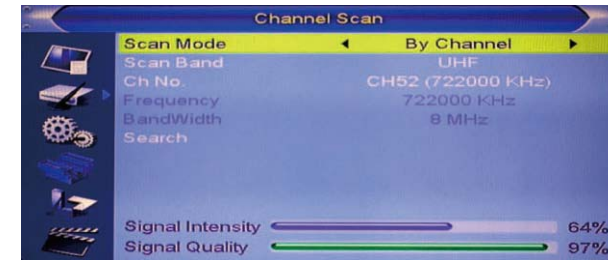 Channel Scan
Scan Mode By Channel
Scan Band UHF
Ch No. CH52 (722000 KHz)
Frequency 722000 KHz
BandWidth 8 MHz
Search
Signal Intensity 64%
Signal Quality 97%